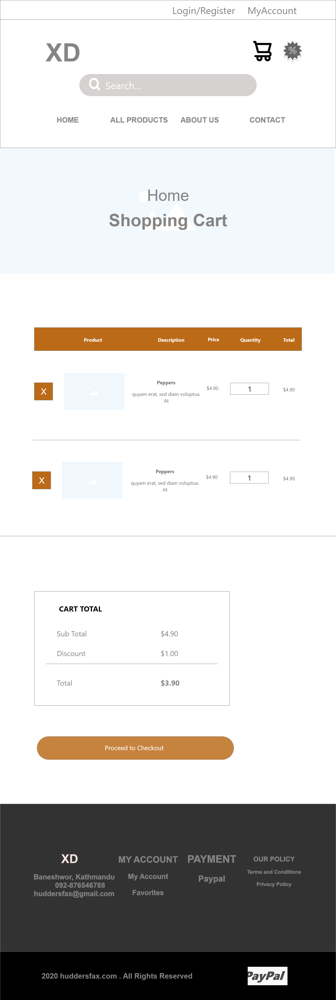 Login/Register MyAccount
XD
%
Search...
HOME ALL PRODUCTS ABOUT US CONTACT
Home
Shopping Cart
Product Description Price Quantity Total
Peppers
X $4.90 1 $4.90
quyam erat, sed diam voluptua.
At
Peppers
X $4.90 1 $4.90
quyam erat, sed diam voluptua.
At
CART TOTAL
Sub Total $4.90
Discount $1.00
Total $3.90
Proceed to Checkout
XD
Baneshwor, Kathmandu
092-876546788
huddersfax@gmail.com
MY ACCOUNT
My Account
Favorites
PAYMENT
Paypal
OUR POLICY
Terms and Conditions
Privacy Policy
2020 huddersfax.com . All Rights Reserved
PayPal